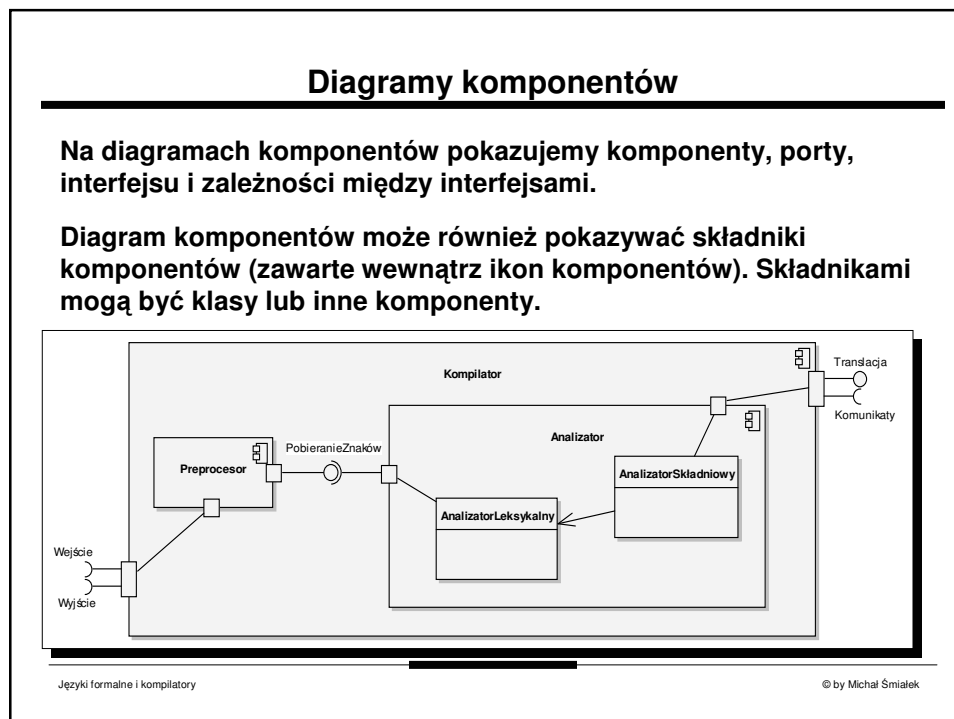 Diagramy komponentów
Na diagramach komponentów pokazujemy komponenty, porty,
interfejsu i zależności między interfejsami.
Diagram komponentów może również pokazywać składniki
komponentów (zawarte wewnątrz ikon komponentów). Składnikami
mogą być klasy lub inne komponenty.
Kompilator
Translacja
Komunikaty
Analizator
PobieranieZnaków
Preprocesor
AnalizatorSkładniowy
AnalizatorLeksykalny
Wejście
Wyjście
Języki formalne i kompilatory
© by Michał Śmiałek